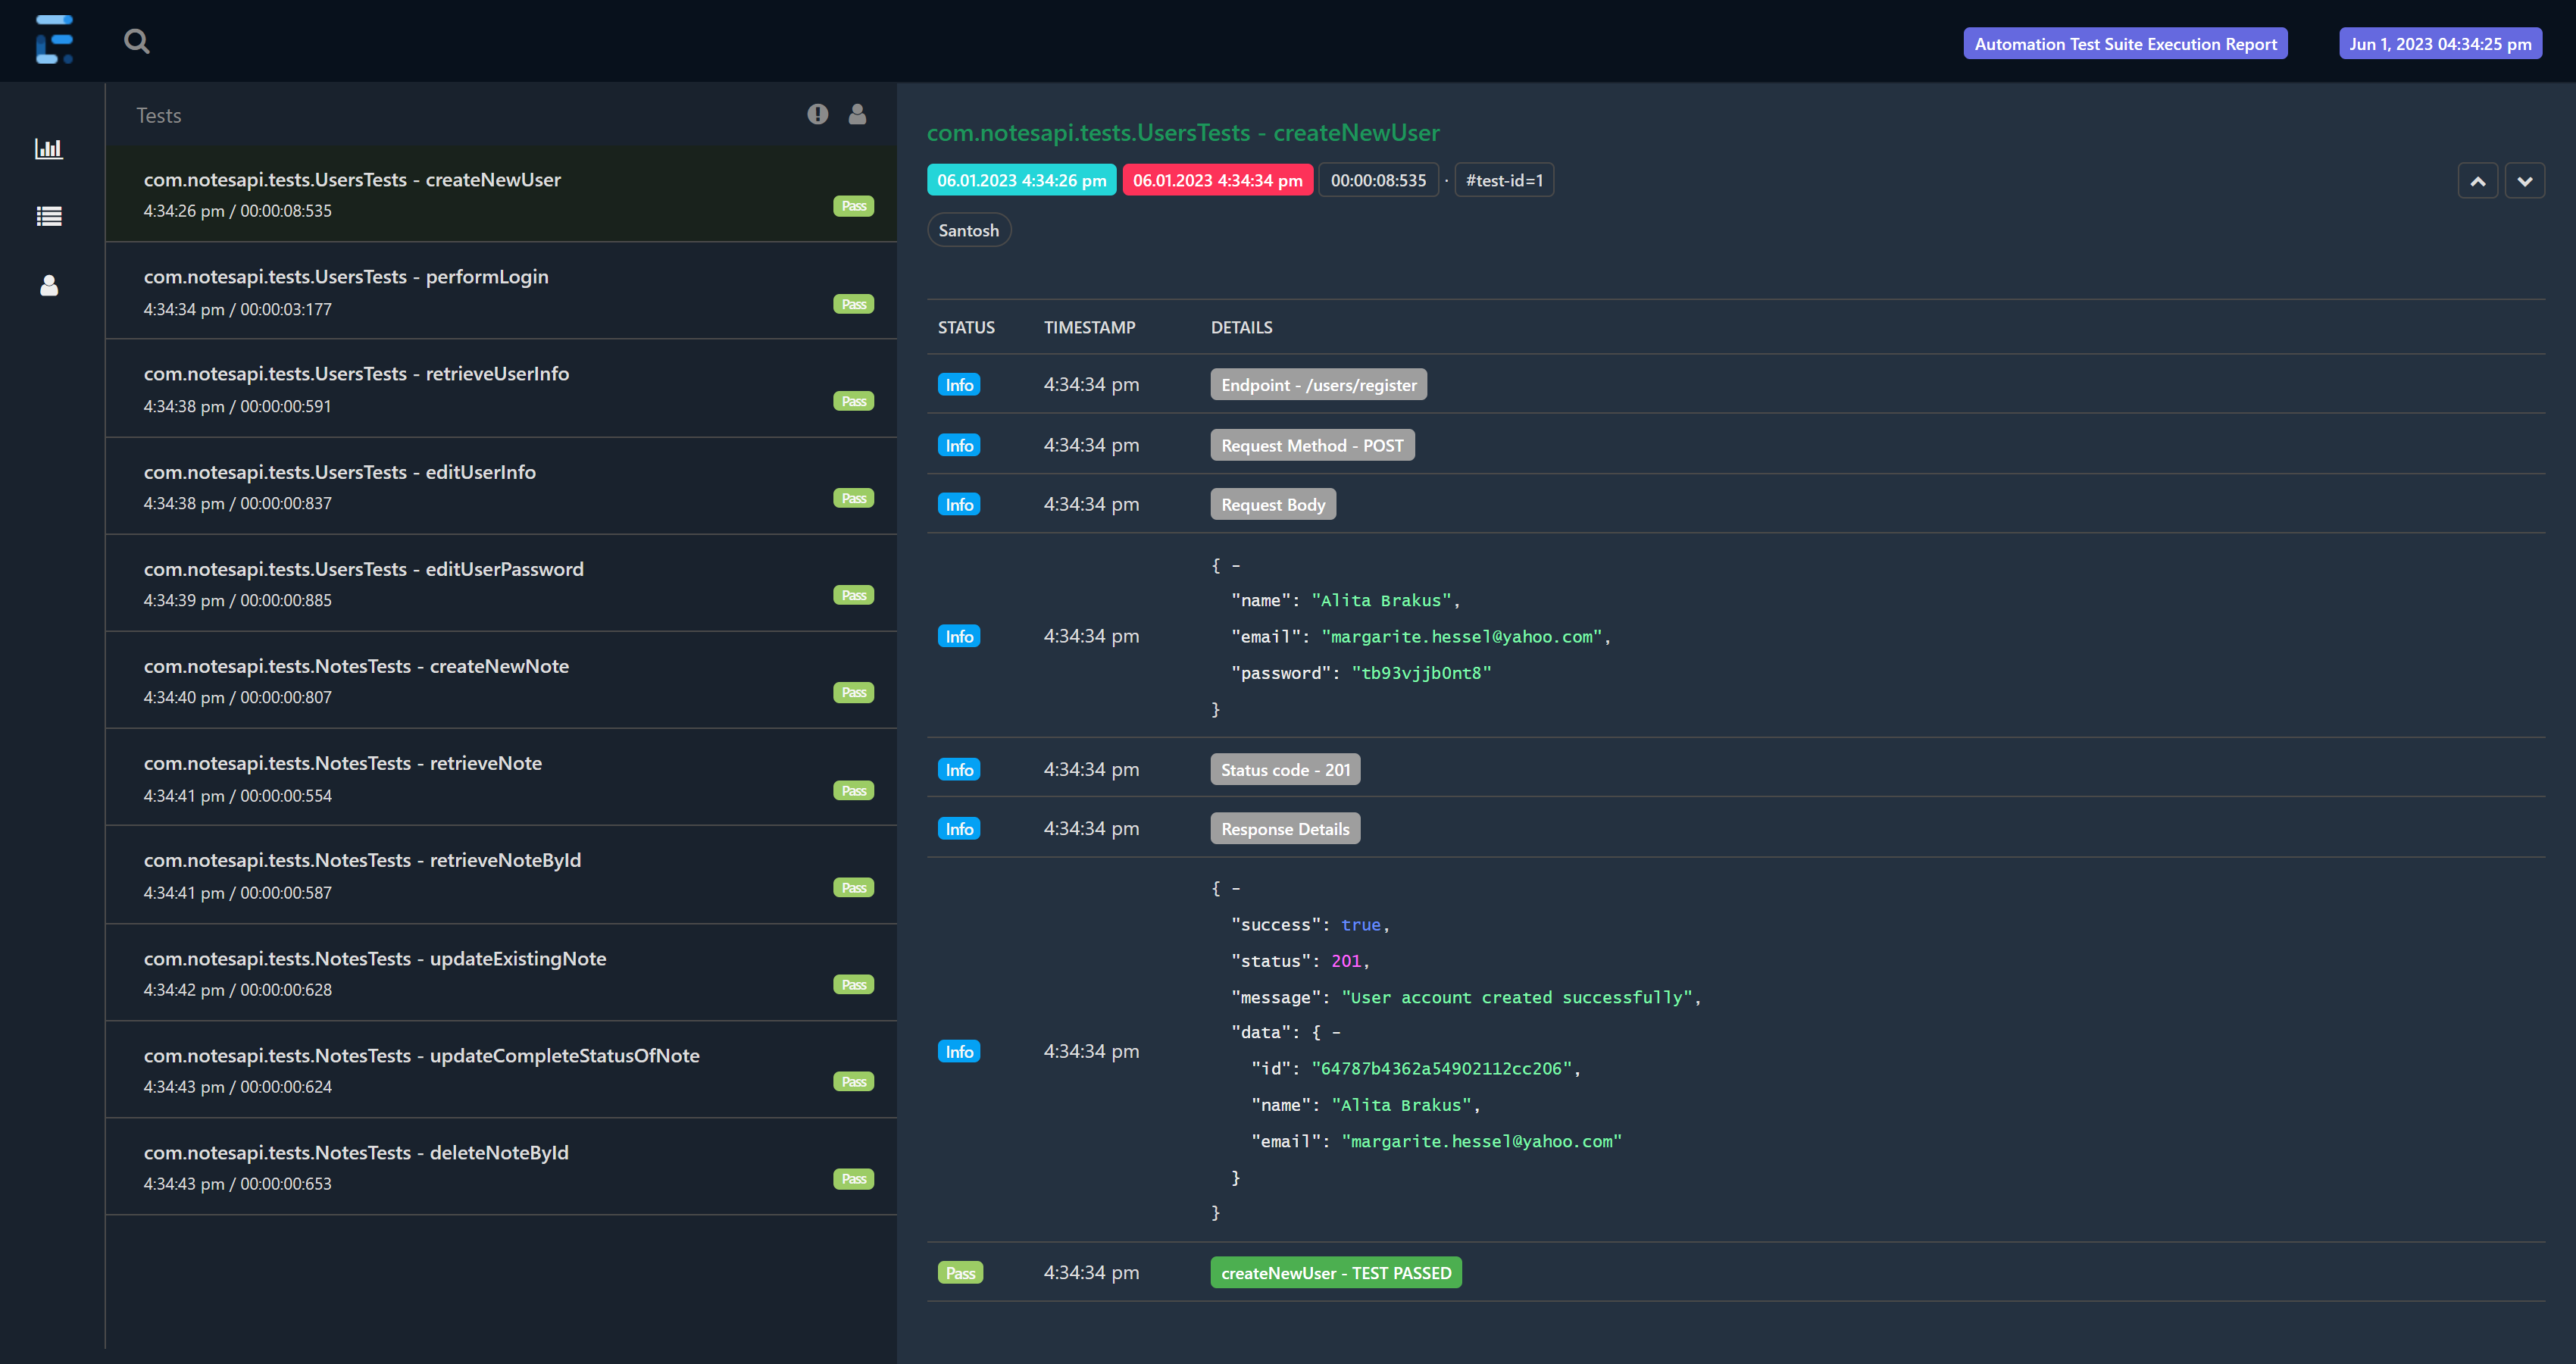 Automation Test Suite Execution Report
Jun 1, 2023 04:34:25 pm
Tests
com.notesapi.tests.UsersTests - createNewUser
4:34:26 pm / 00:00:08:535
Pass
com.notesapi.tests.UsersTests - performLogin
4:34:34 pm / 00:00:03:177
Pass
com.notesapi.tests.UsersTests - retrieveUserInfo
4:34:38 pm / 00:00:00:591
Pass
com.notesapi.tests.UsersTests - editUserInfo
4:34:38 pm / 00:00:00:837
Pass
com.notesapi.tests.UsersTests - editUserPassword
4:34:39 pm / 00:00:00:885
Pass
com.notesapi.tests.NotesTests - createNewNote
4:34:40 pm / 00:00:00:807
Pass
com.notesapi.tests.NotesTests - retrieveNote
4:34:41 pm / 00:00:00:554
Pass
com.notesapi.tests.NotesTests - retrieveNoteById
4:34:41 pm / 00:00:00:587
Pass
com.notesapi.tests.NotesTests - updateExistingNote
4:34:42 pm / 00:00:00:628
Pass
com.notesapi.tests.NotesTests - updateCompleteStatusOfNote
4:34:43 pm / 00:00:00:624
Pass
com.notesapi.tests.NotesTests - deleteNoteById
4:34:43 pm / 00:00:00:653
Pass
com.notesapi.tests.UsersTests - createNewUser
06.01.2023 4:34:26 pm 06.01.2023 4:34:34 pm 00:00:08:535 · #test-id=1
Santosh
STATUS TIMESTAMP DETAILS
Info 4:34:34 pm Endpoint - /users/register
Info 4:34:34 pm Request Method - POST
Info 4:34:34 pm Request Body
{ -
"name": "Alita Brakus",
"email": "margarite.hessel@yahoo.com",
Info 4:34:34 pm
"password": "tb93vjjb0nt8"
}
Info 4:34:34 pm Status code - 201
Info 4:34:34 pm Response Details
{ -
"success": true,
"status": 201,
"message": "User account created successfully",
"data": { -
Info 4:34:34 pm
"id": "64787b4362a54902112cc206",
"name": "Alita Brakus",
"email": "margarite.hessel@yahoo.com"
}
}
Pass 4:34:34 pm createNewUser - TEST PASSED